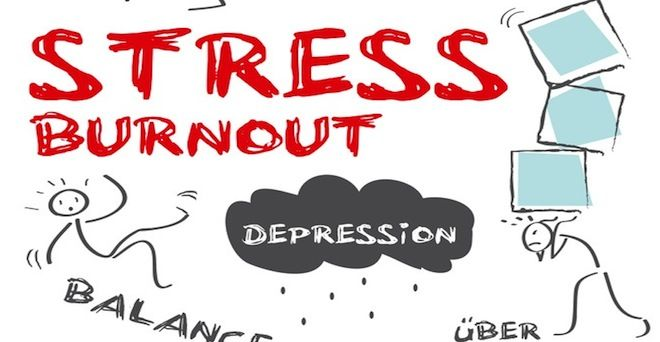 STRESS
BURNOUT
DEPRESSION
BALANCE
ÜBER